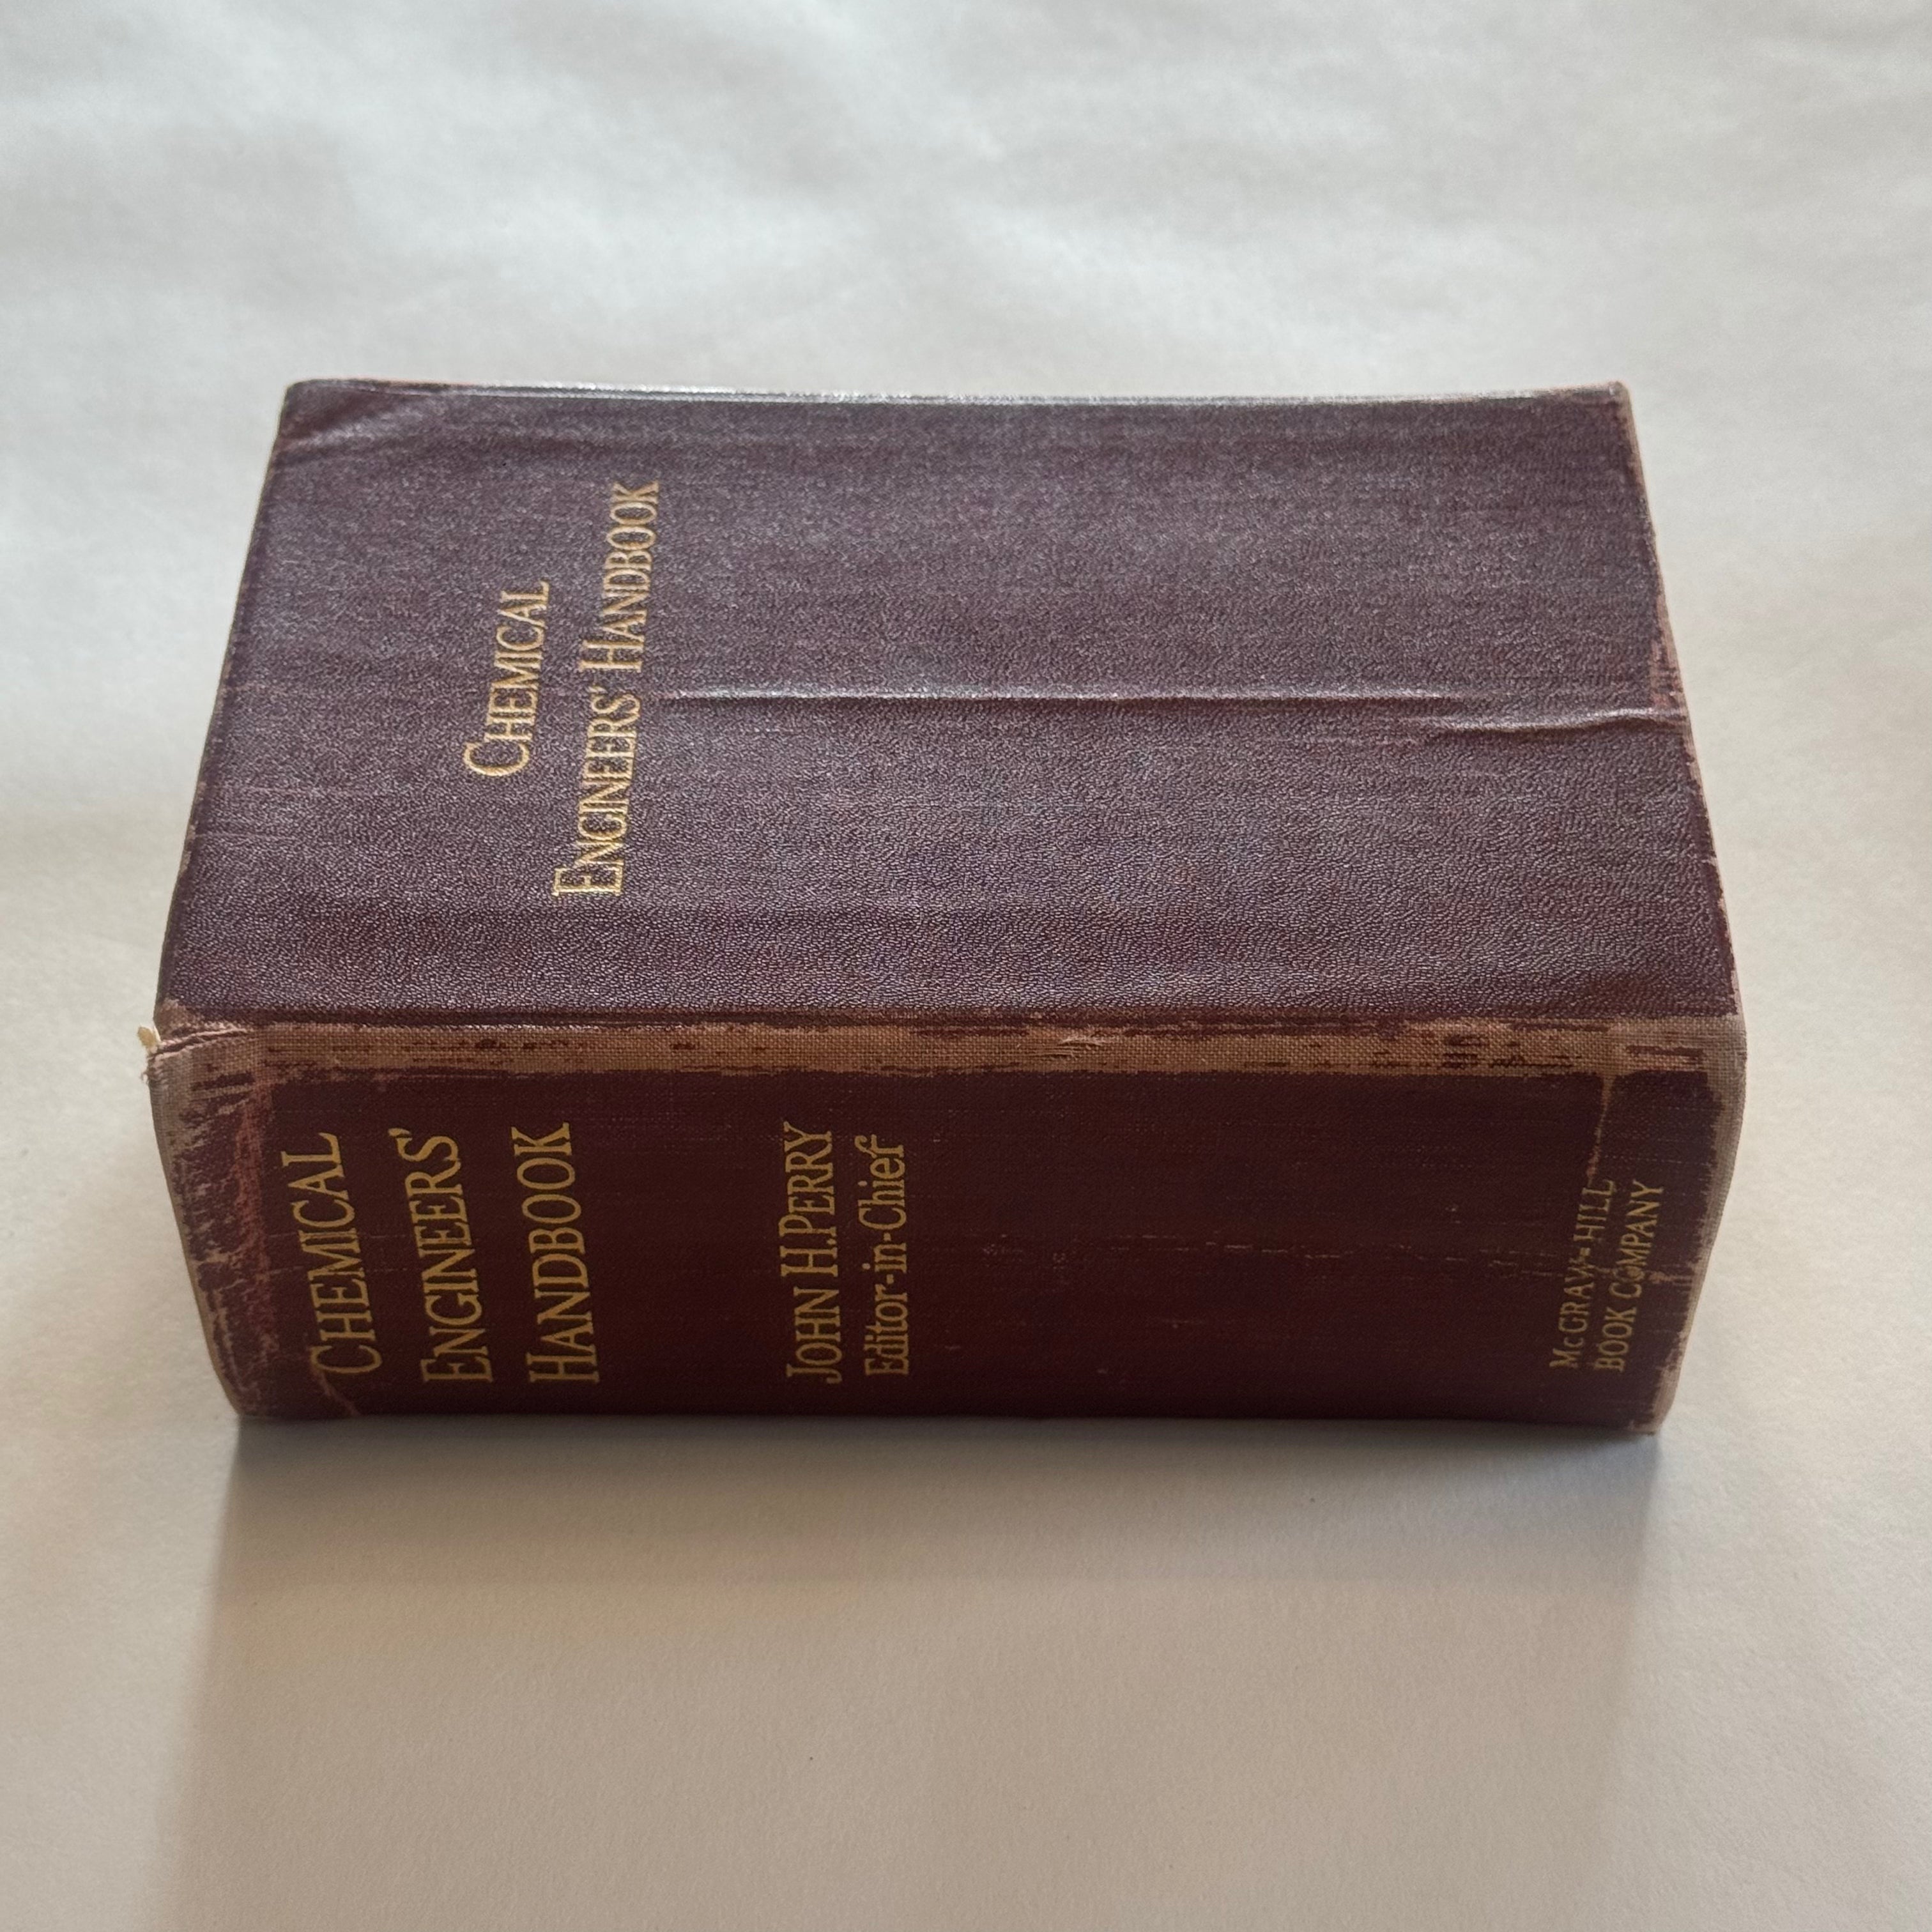 CHEMICAL
ENGINEERS' HANDBOOK
CHEMICAL
ENGINEERS'
HANDBOOK
JOHN H. PERRY
Editor-in-Chief
McGRAW-HILL
BOOK COMPANY